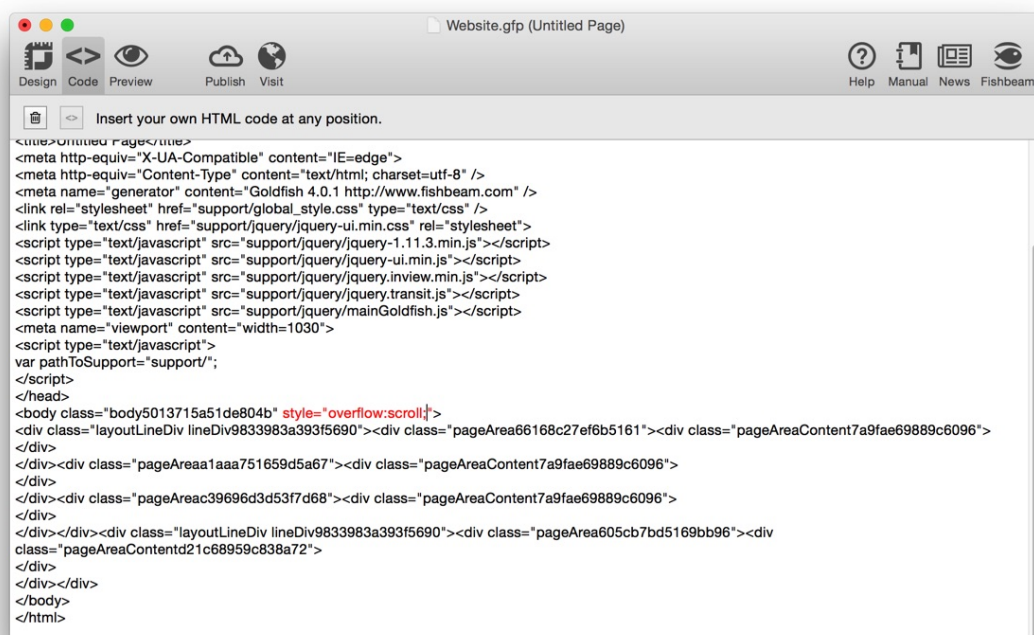 Website.gfp (Untitled Page)
Design Code Preview Publish Visit Help Manual News Fishbeam
<> Insert your own HTML code at any position.
<title>Untitled Page</title>
<meta http-equiv="X-UA-Compatible" content="IE=edge">
<meta http-equiv="Content-Type" content="text/html; charset=utf-8" />
<meta name="generator" content="Goldfish 4.0.1 http://www.fishbeam.com" />
<link rel="stylesheet" href="support/global_style.css" type="text/css" />
<link type="text/css" href="support/jquery/jquery-ui.min.css" rel="stylesheet">
<script type="text/javascript" src="support/jquery/jquery-1.11.3.min.js"></script>
<script type="text/javascript" src="support/jquery/jquery-ui.min.js"></script>
<script type="text/javascript" src="support/jquery/jquery.inview.min.js"></script>
<script type="text/javascript" src="support/jquery/jquery.transit.js"></script>
<script type="text/javascript" src="support/jquery/mainGoldfish.js"></script>
<meta name="viewport" content="width=1030">
<script type="text/javascript">
var pathToSupport="support/";
</script>
</head>
<body class="body5013715a51de804b" style="overflow:scroll;">
<div class="layoutLineDiv lineDiv9833983a393f5690"><div class="pageArea66168c27ef6b5161"><div class="pageAreaContent7a9fae69889c6096">
</div>
</div><div class="pageAreaa1aaa751659d5a67"><div class="pageAreaContent7a9fae69889c6096">
</div>
</div><div class="pageAreac39696d3d53f7d68"><div class="pageAreaContent7a9fae69889c6096">
</div>
</div></div><div class="layoutLineDiv lineDiv9833983a393f5690"><div class="pageArea605cb7bd5169bb96"><div
class="pageAreaContentd21c68959c838a72">
</div>
</div></div>
</body>
</html>